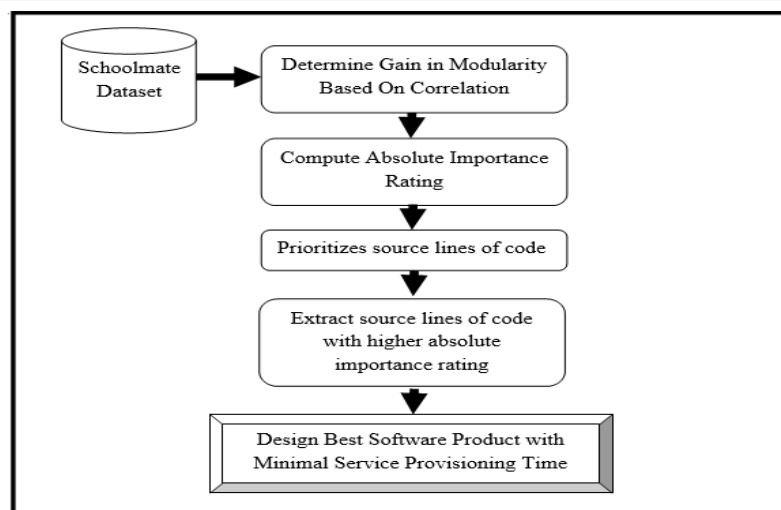 Schoolmate
Dataset
Determine Gain in Modularity
Based On Correlation
Compute Absolute Importance
Rating
Prioritizes source lines of code
Extract source lines of code
with higher absolute
importance rating
Design Best Software Product with
Minimal Service Provisioning Time